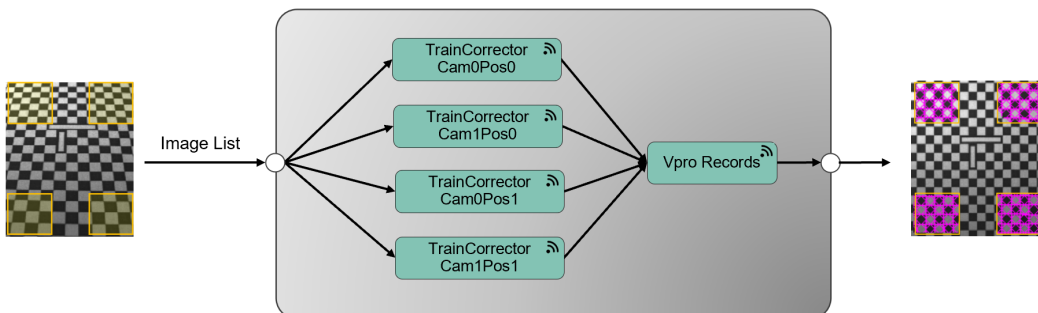 TrainCorrector
Cam0Pos0
TrainCorrector
Cam1Pos0
Image List
Vpro Records
TrainCorrector
Cam0Pos1
TrainCorrector
Cam1Pos1